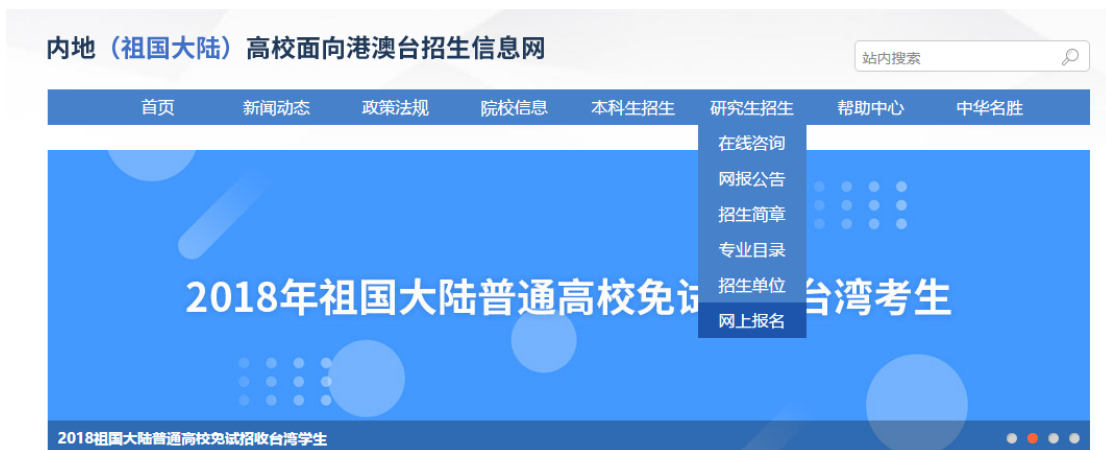 内地（祖国大陆）高校面向港澳台招生信息网
站内搜索
首页 新闻动态 政策法规 院校信息 本科生招生 研究生招生 帮助中心 中华名胜
在线咨询
网报公告
招生简章
专业目录
招生单位
网上报名
2018年祖国大陆普通高校免试 台湾考生
2018祖国大陆普通高校免试招收台湾学生